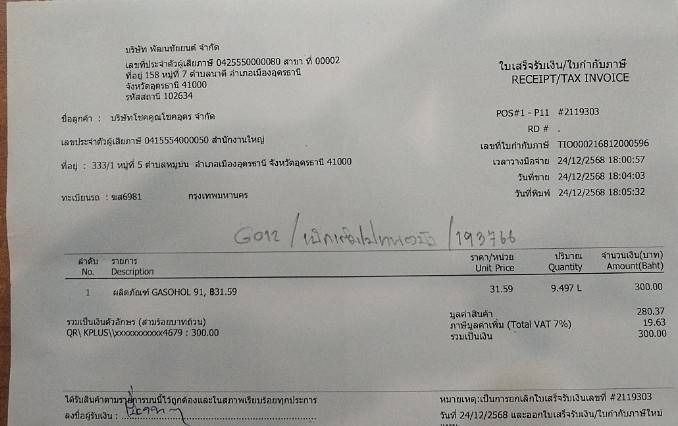 บริษัท พัฒนชัยยนต์ จำกัด
เลขที่ประจำตัวผู้เสียภาษี 0425550000080 สาขา ที่ 00002
ที่อยู่ 158 หมู่ที่ 7 ตำบลนาดี อำเภอเมืองอุดรธานี
จังหวัดอุดรธานี 41000
รหัสสถานี 102634
ใบเสร็จรับเงิน/ใบกำกับภาษี
RECEIPT/TAX INVOICE
POS#1 - P11 #2119303
RD # .
ชื่อลูกค้า : บริษัทโชคคูณโชคอุดร จำกัด
เลขประจำตัวผู้เสียภาษี 0415554000050 สำนักงานใหญ่
ที่อยู่ : 333/1 หมู่ที่ 5 ตำบลหมูม่น อำเภอเมืองอุดรธานี จังหวัดอุดรธานี 41000
ทะเบียนรถ : ฆส6981 กรุงเทพมหานคร
เลขที่ใบกำกับภาษี TIO000216812000596
เวลาวางมือจ่าย 24/12/2568 18:00:57
วันที่ขาย 24/12/2568 18:04:03
วันที่พิมพ์ 24/12/2568 18:05:32
G012 / /193766
ลำดับ รายการ ราคา/หน่วย ปริมาณ จำนวนเงิน(บาท)
No. Description Unit Price Quantity Amount(Baht)
1 ผลิตภัณฑ์ GASOHOL 91, ฿31.59 31.59 9.497 L 300.00
มูลค่าสินค้า 280.37
รวมเป็นเงินตัวอักษร (สามร้อยบาทถ้วน) ภาษีมูลค่าเพิ่ม (Total VAT 7%) 19.63
QR\ KPLUS\\xxxxxxxxxxxx4679 : 300.00 รวมเป็นเงิน 300.00
ได้รับสินค้าตามรายการบนนี้ไว้ถูกต้องและในสภาพเรียบร้อยทุกประการ
ลงชื่อผู้รับเงิน :
หมายเหตุ:เป็นการยกเลิกใบเสร็จรับเงินเลขที่ #2119303
วันที่ 24/12/2568 และออกใบเสร็จรับเงิน/ใบกำกับภาษีใหม่